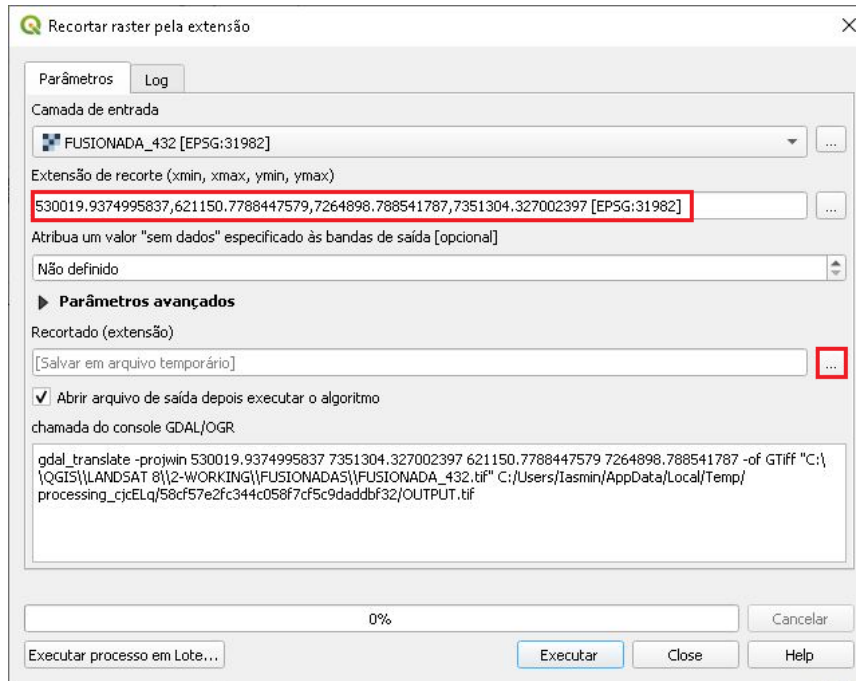 Recortar raster pela extensão
Parâmetros
Log
Camada de entrada
FUSIONADA_432 [EPSG:31982]
...
Extensão de recorte (xmin, xmax, ymin, ymax)
530019.9374995837,621150.7788447579,7264898.788541787,7351304.327002397 [EPSG:31982]
...
Atribua um valor "sem dados" especificado às bandas de saída [opcional]
Não definido
Parâmetros avançados
Recortado (extensão)
[Salvar em arquivo temporário]
...
Abrir arquivo de saída depois executar o algoritmo
chamada do console GDAL/OGR
gdal_translate -projwin 530019.9374995837 7351304.327002397 621150.7788447579 7264898.788541787 -of GTiff "C:\
\QGIS\\LANDSAT 8\\2-WORKING\\FUSIONADAS\\FUSIONADA_432.tif" C:/Users/Iasmin/AppData/Local/Temp/
processing_cjcELq/58cf57e2fc344c058f7cf5c9daddbf32/OUTPUT.tif
0%
Cancelar
Executar processo em Lote...
Executar
Close
Help